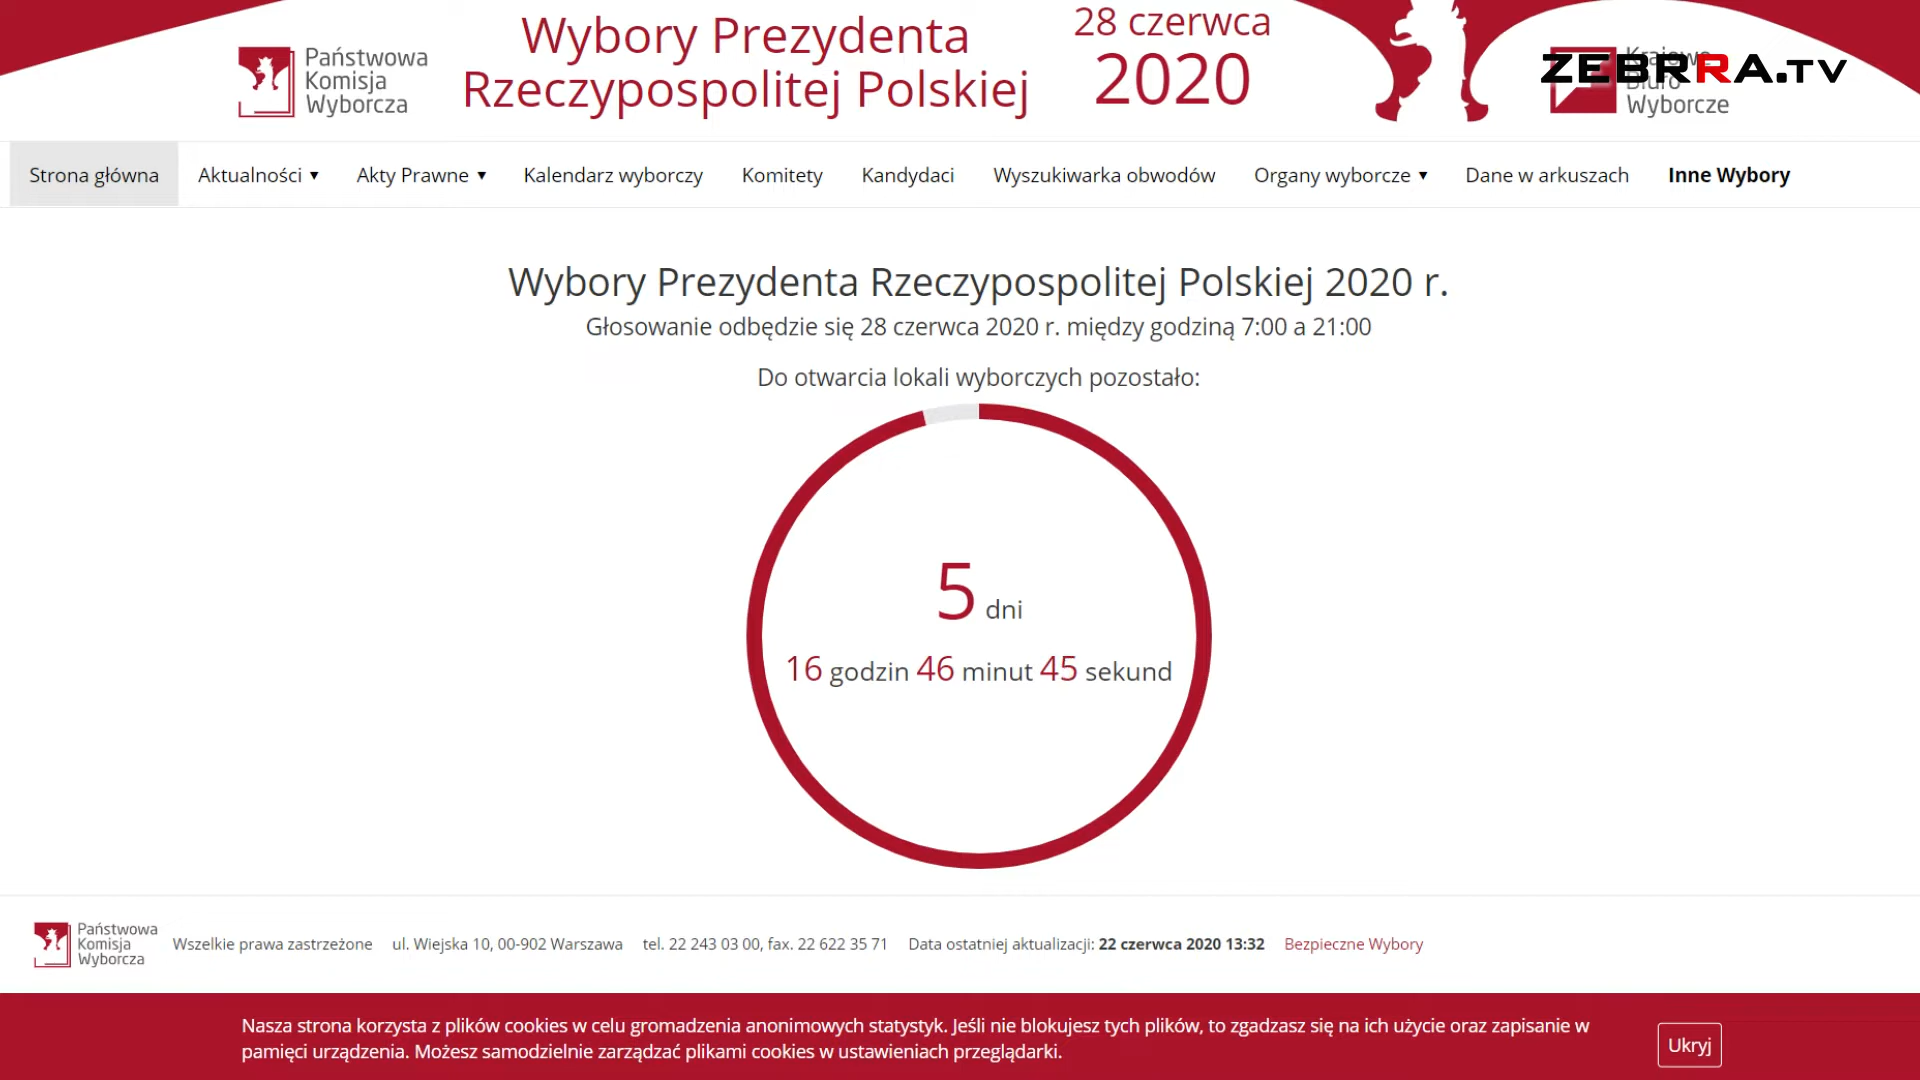 Państwowa
Komisja
Wyborcza
Wybory Prezydenta
Rzeczypospolitej Polskiej
28 czerwca
2020
Krajowe
Biuro
Wyborcze
ZEBRRA.TV
Strona główna
Aktualności ▼
Akty Prawne ▼
Kalendarz wyborczy
Komitety
Kandydaci
Wyszukiwarka obwodów
Organy wyborcze ▼
Dane w arkuszach
Inne Wybory
Wybory Prezydenta Rzeczypospolitej Polskiej 2020 r.
Głosowanie odbędzie się 28 czerwca 2020 r. między godziną 7:00 a 21:00
Do otwarcia lokali wyborczych pozostało:
5 dni
16 godzin 46 minut 45 sekund
Państwowa
Komisja
Wyborcza
Wszelkie prawa zastrzeżone
ul. Wiejska 10, 00-902 Warszawa
tel. 22 243 03 00, fax. 22 622 35 71
Data ostatniej aktualizacji: 22 czerwca 2020 13:32
Bezpieczne Wybory
Nasza strona korzysta z plików cookies w celu gromadzenia anonimowych statystyk. Jeśli nie blokujesz tych plików, to zgadzasz się na ich użycie oraz zapisanie w
pamięci urządzenia. Możesz samodzielnie zarządzać plikami cookies w ustawieniach przeglądarki.
Ukryj